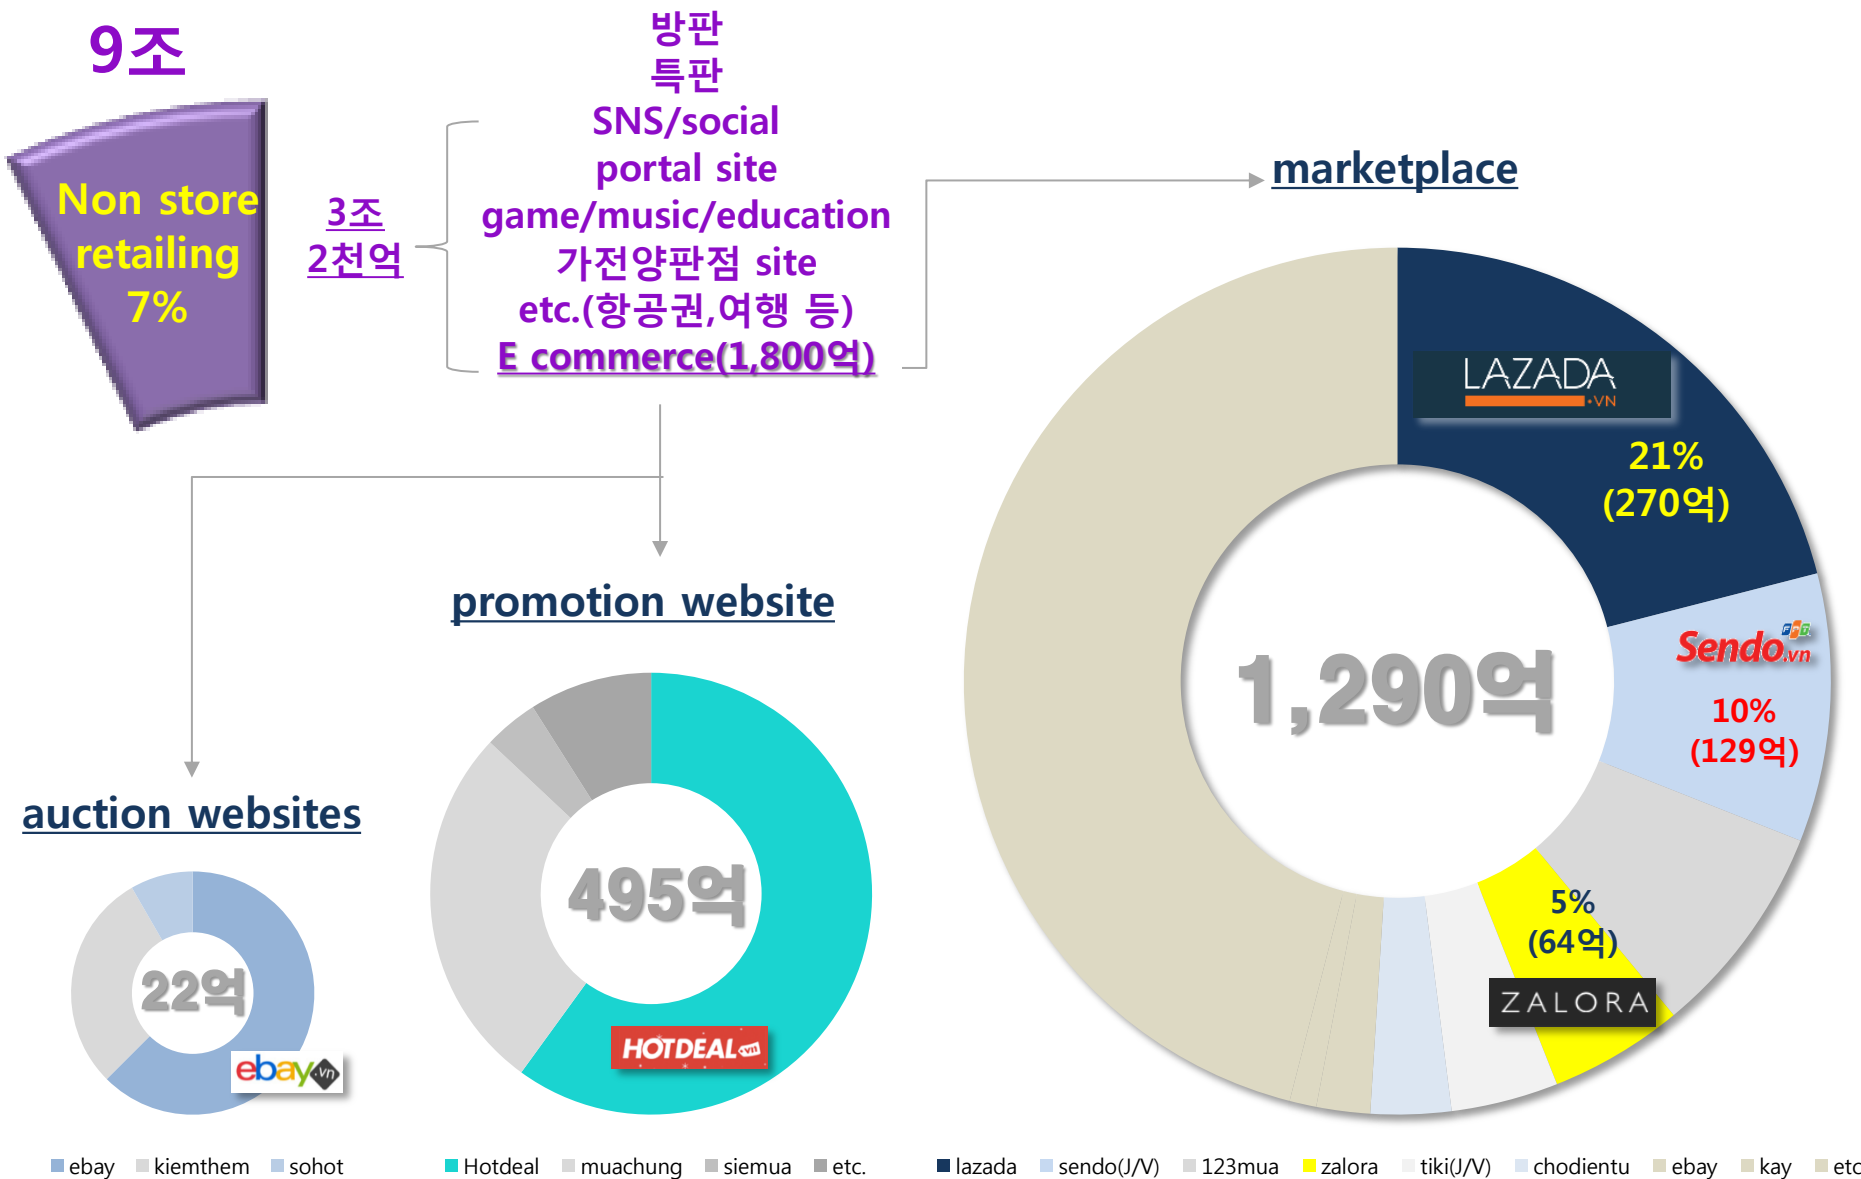 9조
Non store
retailing
7%
3조
2천억
방판
특판
SNS/social
portal site
game/music/education
가전양판점 site
etc.(항공권,여행 등)
E commerce(1,800억)
marketplace
LAZADA
.VN
21%
(270억)
Sendo.vn
FPT
10%
(129억)
1,290억
5%
(64억)
ZALORA
promotion website
495억
HOTDEAL.vn
auction websites
22억
ebay.vn
ebay kiemthem sohot
Hotdeal muachung siemua etc.
lazada sendo(J/V) 123mua zalora tiki(J/V) chodientu ebay kay etc